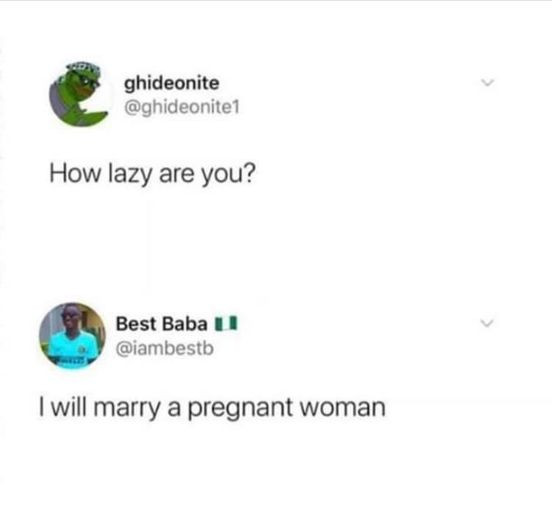 ghideonite
@ghideonite1
How lazy are you?
Best Baba 🇳🇬
@iambestb
I will marry a pregnant woman